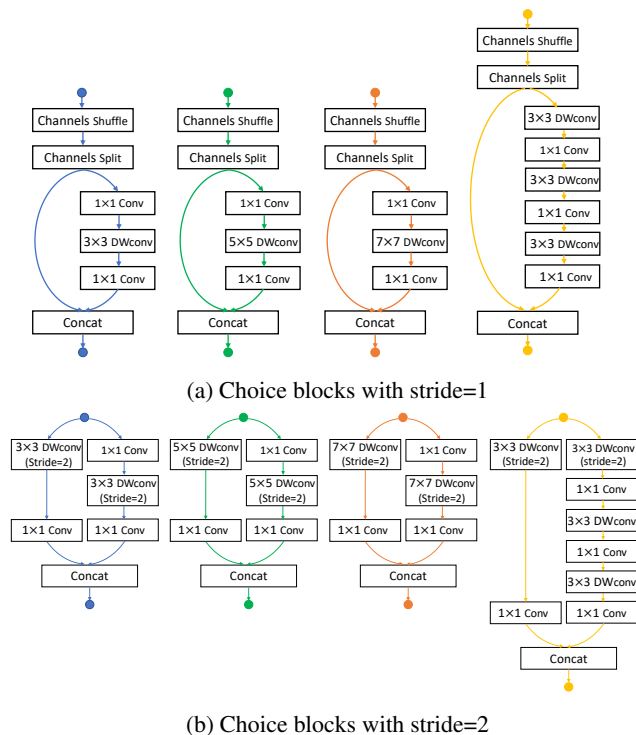 Channels Shuffle
Channels Split
1×1 Conv
3×3 DWconv
1×1 Conv
Concat
Channels Shuffle
Channels Split
1×1 Conv
5×5 DWconv
1×1 Conv
Concat
Channels Shuffle
Channels Split
1×1 Conv
7×7 DWconv
1×1 Conv
Concat
Channels Shuffle
Channels Split
3×3 DWconv
1×1 Conv
3×3 DWconv
1×1 Conv
3×3 DWconv
1×1 Conv
Concat
(a) Choice blocks with stride=1
3×3 DWconv
(Stride=2)
1×1 Conv
1×1 Conv
3×3 DWconv
(Stride=2)
1×1 Conv
Concat
5×5 DWconv
(Stride=2)
1×1 Conv
1×1 Conv
5×5 DWconv
(Stride=2)
1×1 Conv
Concat
7×7 DWconv
(Stride=2)
1×1 Conv
1×1 Conv
7×7 DWconv
(Stride=2)
1×1 Conv
Concat
3×3 DWconv
(Stride=2)
1×1 Conv
3×3 DWconv
(stride=2)
1×1 Conv
3×3 DWconv
1×1 Conv
3×3 DWconv
1×1 Conv
Concat
(b) Choice blocks with stride=2